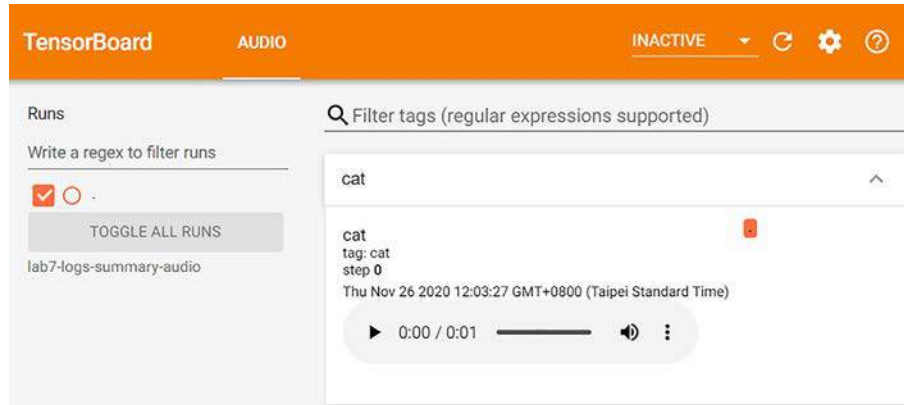 TensorBoard AUDIO INACTIVE
Runs
Write a regex to filter runs
.
TOGGLE ALL RUNS
lab7-logs-summary-audio
Filter tags (regular expressions supported)
cat
cat
.
tag: cat
step 0
Thu Nov 26 2020 12:03:27 GMT+0800 (Taipei Standard Time)
0:00 / 0:01